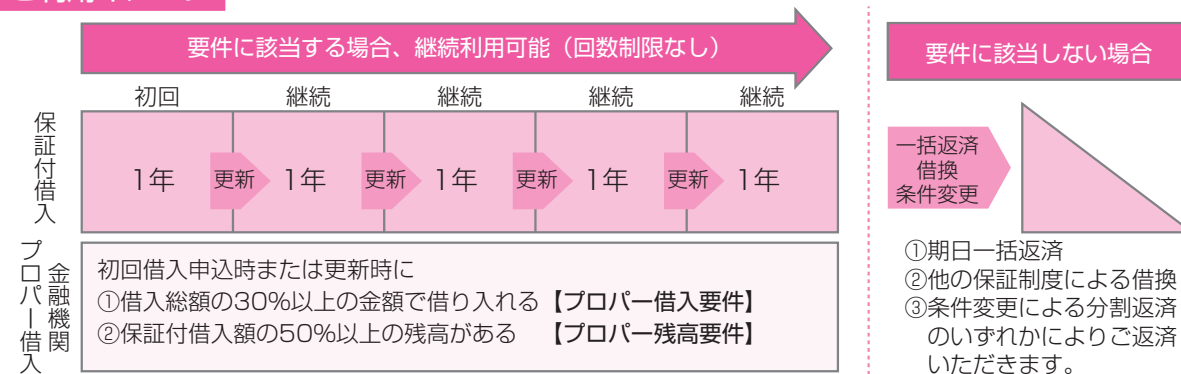 要件に該当する場合、継続利用可能（回数制限なし）
初回 継続 継続 継続 継続
保証付借入
1年 更新 1年 更新 1年 更新 1年 更新 1年
金融機関
プロパー借入
初回借入申込時または更新時に
①借入総額の30%以上の金額で借り入れる【プロパー借入要件】
②保証付借入額の50%以上の残高がある 【プロパー残高要件】
要件に該当しない場合
一括返済
借換
条件変更
①期日一括返済
②他の保証制度による借換
③条件変更による分割返済
のいずれかによりご返済
いただきます。